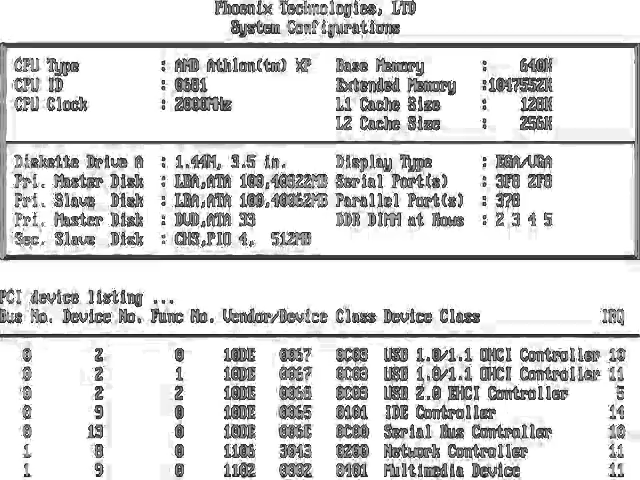 Phoenix Technologies, LTD
System Configurations
CPU Type : AMD Athlon(tm) XP Base Memory : 640K
CPU ID : 0681 Extended Memory : 1047552K
CPU Clock : 2000MHz L1 Cache Size : 128K
L2 Cache Size : 256K
Diskette Drive A : 1.44M, 3.5 in. Display Type : EGA/VGA
Pri. Master Disk : LBA,ATA 100, Serial Port(s) : 3F8 2F8
Pri. Slave Disk : LBA,ATA 100, Parallel Port(s) : 378
Pri. Master Disk : DVD,ATA 33 DDR DIMM at Rows : 2 3 4 5
Sec. Slave Disk : CHS,PIO 4, 512MB
PCI device listing ...
Bus No. Device No. Func No. Vendor/Device Class Device Class IRQ
0 2 0 10DE 0067 0C03 USB 1.0/1.1 OHCI Controller 10
0 2 1 10DE 0067 0C03 USB 1.0/1.1 OHCI Controller 11
0 2 2 10DE 0068 0C03 USB 2.0 EHCI Controller 5
0 9 0 10DE 0065 0101 IDE Controller 14
0 13 0 10DE 006E 0C00 Serial Bus Controller 10
1 8 0 1106 3043 0200 Network Controller 11
1 9 0 1102 0002 0401 Multimedia Device 11